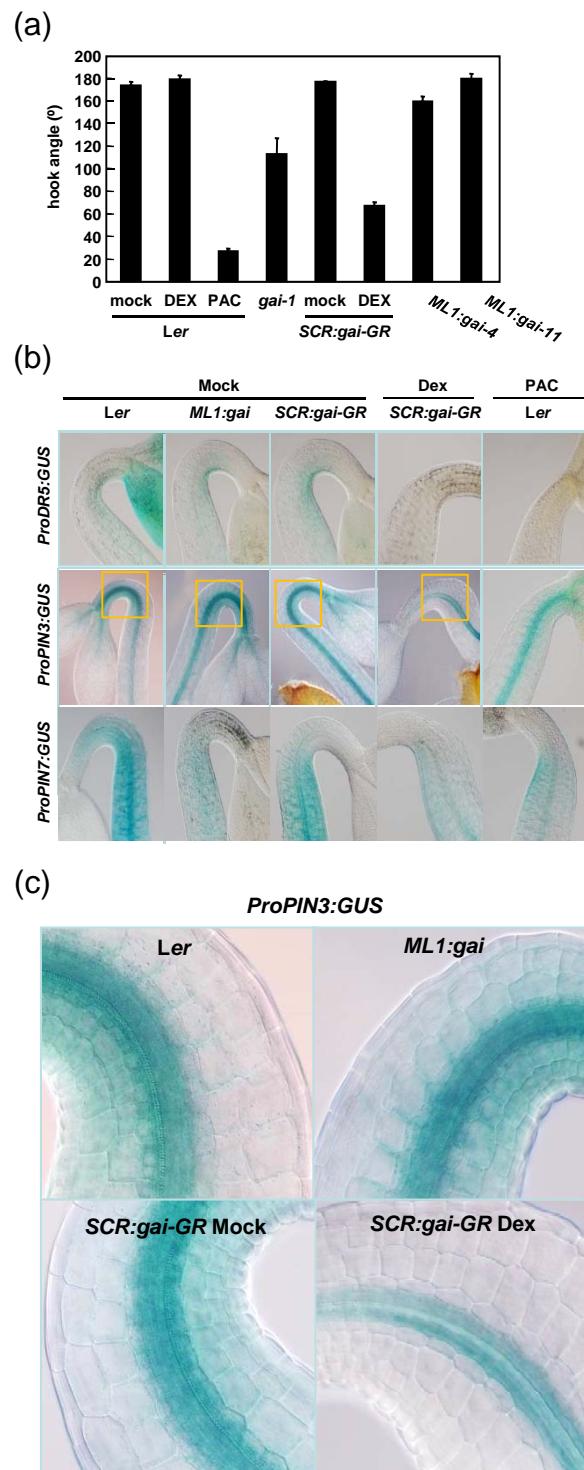 (a)
200
180
160
140
120
100
80
60
40
20
0
hook angle (º)
mock DEX PAC gai-1 mock DEX ML1:gai-4 ML1:gai-11
Ler SCR:gai-GR
(b)
Mock Dex PAC
Ler ML1:gai SCR:gai-GR SCR:gai-GR Ler
ProDR5:GUS
ProPIN3:GUS
ProPIN7:GUS
(c)
ProPIN3:GUS
Ler ML1:gai
SCR:gai-GR Mock SCR:gai-GR Dex